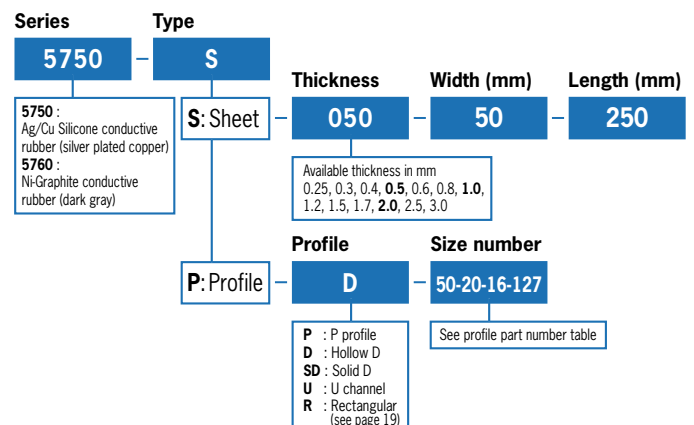 Series
Type
5750 – S
5750 :
Ag/Cu Silicone conductive
rubber (silver plated copper)
5760 :
Ni-Graphite conductive
rubber (dark gray)
Thickness
Width (mm)
Length (mm)
S: Sheet – 050 – 50 – 250
Available thickness in mm
0.25, 0.3, 0.4, 0.5, 0.6, 0.8, 1.0,
1.2, 1.5, 1.7, 2.0, 2.5, 3.0
Profile
Size number
P: Profile – D – 50-20-16-127
P : P profile
D : Hollow D
SD : Solid D
U : U channel
R : Rectangular
(see page 19)
See profile part number table